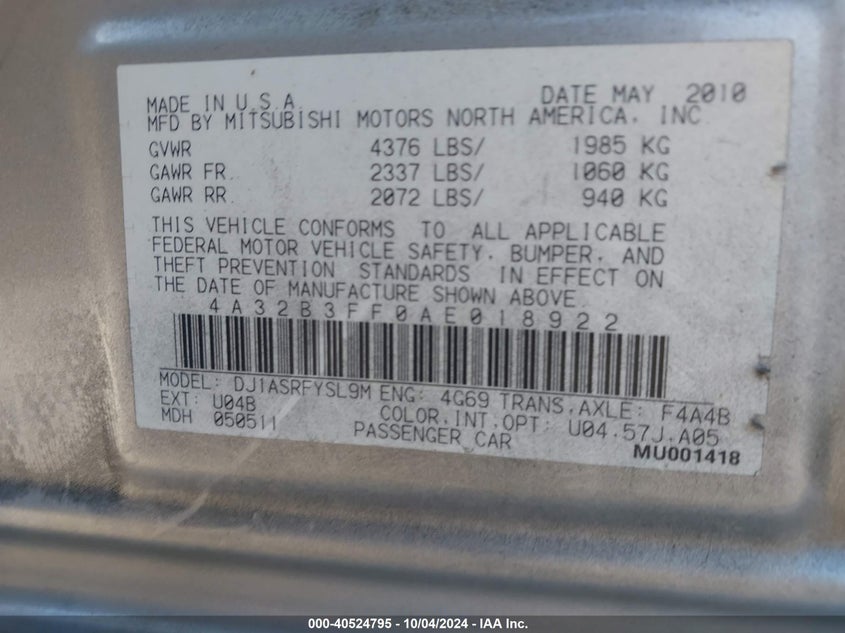 MADE IN U.S.A. DATE MAY 2010
MFD BY MITSUBISHI MOTORS NORTH AMERICA, INC
GVWR 4376 LBS/ 1985 KG
GAWR FR 2337 LBS/ 1060 KG
GAWR RR 2072 LBS/ 940 KG
THIS VEHICLE CONFORMS TO ALL APPLICABLE
FEDERAL MOTOR VEHICLE SAFETY, BUMPER, AND
THEFT PREVENTION STANDARDS IN EFFECT ON
THE DATE OF MANUFACTURE SHOWN ABOVE.
4A32B3FF0AE018922
MODEL: DJ1ASRFYSL9M ENG: 4G69 TRANS.AXLE: F4A4B
EXT: U04B COLOR.INT.OPT: U04.57J.A05
MDH 050511 PASSENGER CAR
MU001418
000-40524795 - 10/04/2024 - IAA Inc.